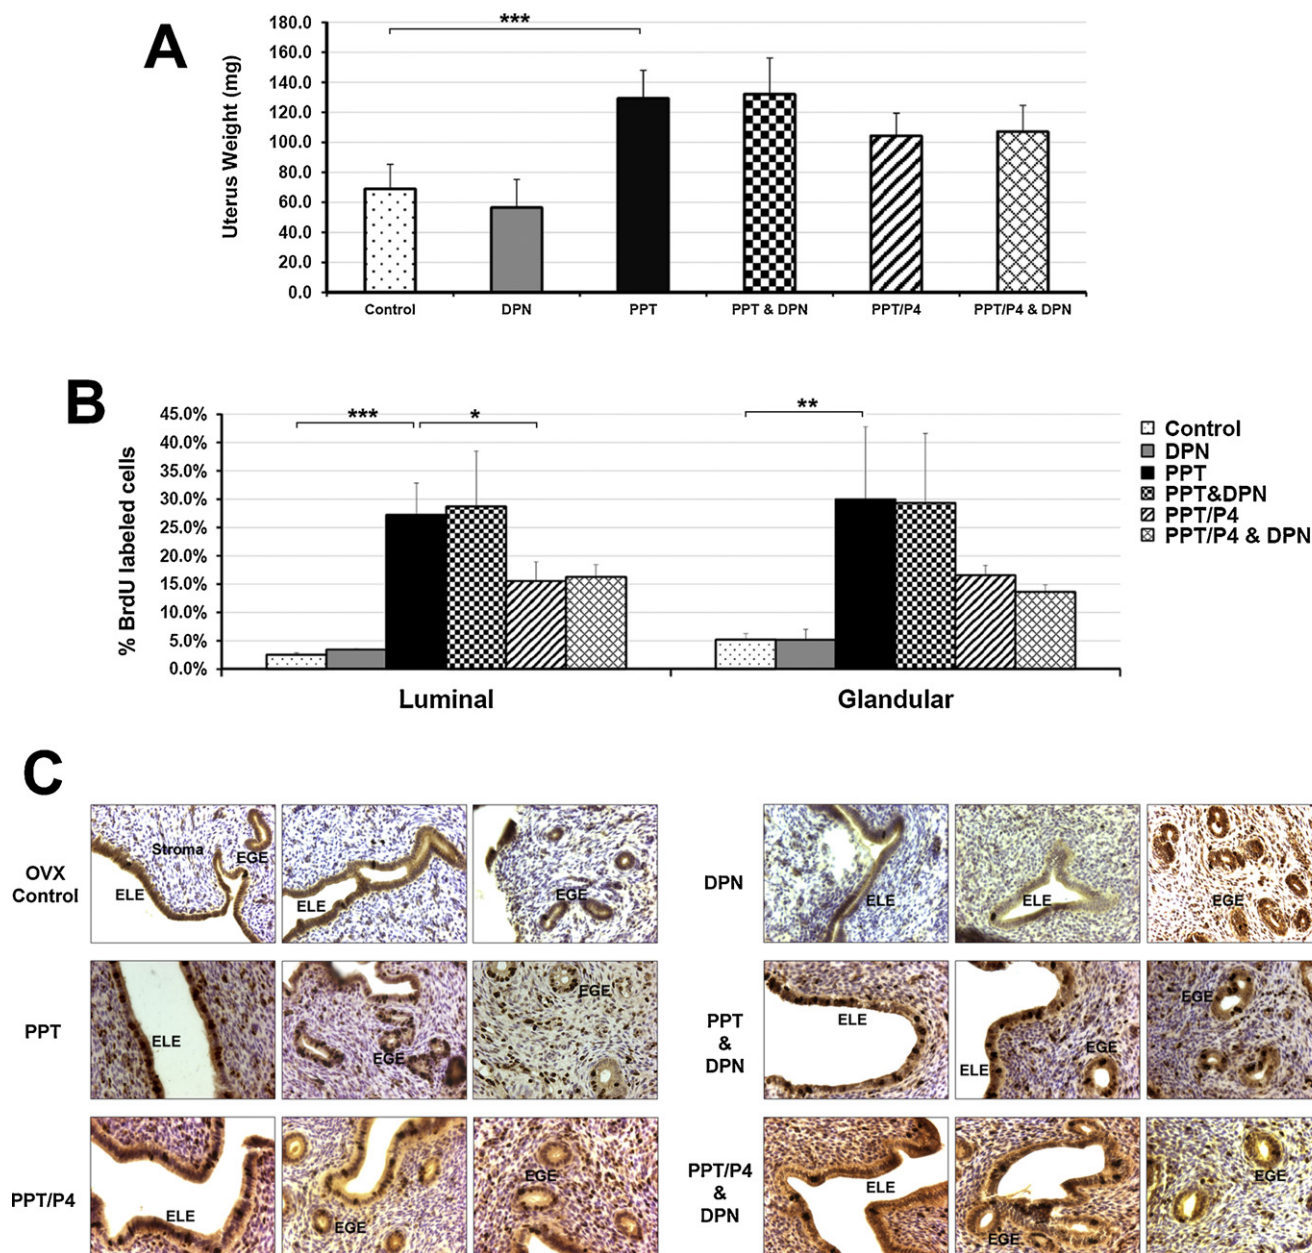 A
Uterus Weight (mg)
180.0
160.0
140.0
120.0
100.0
80.0
60.0
40.0
20.0
0.0
***
Control DPN PPT PPT & DPN PPT/P4 PPT/P4 & DPN
B
% BrdU labeled cells
45.0%
40.0%
35.0%
30.0%
25.0%
20.0%
15.0%
10.0%
5.0%
0.0%
*** * **
Luminal Glandular
Control
DPN
PPT
PPT&DPN
PPT/P4
PPT/P4 & DPN
C
OVX
Control
Stroma
EGE
ELE
ELE
EGE
DPN
ELE
ELE
EGE
PPT
ELE
EGE
EGE
PPT
&
DPN
ELE
ELE
EGE
EGE
PPT/P4
ELE
EGE
EGE
PPT/P4
&
DPN
ELE
ELE
EGE
EGE